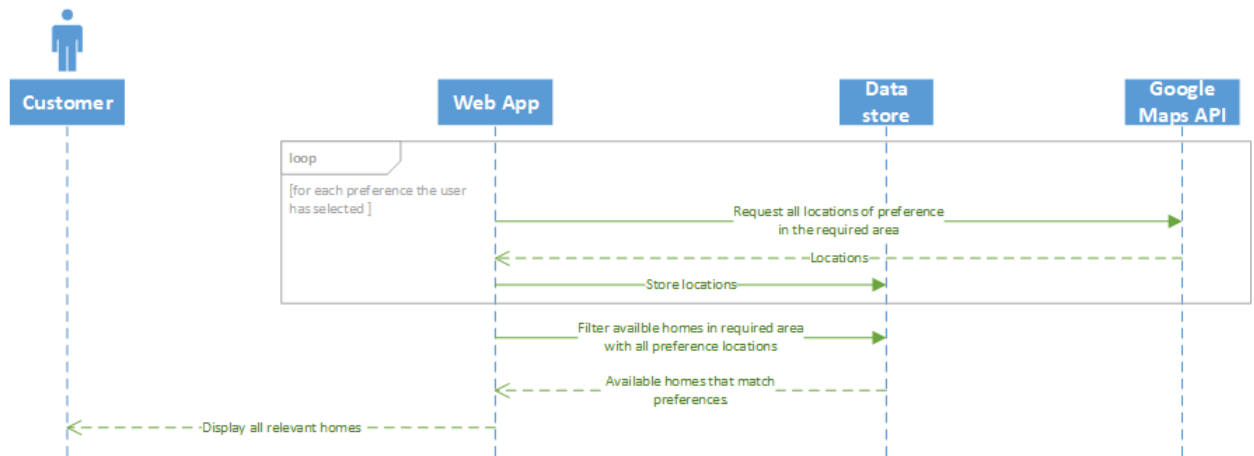 Customer
Web App
Data
store
Google
Maps API
loop
[for each preference the user
has selected ]
Request all locations of preference
in the required area
Locations
Store locations
Filter availble homes in required area
with all preference locations
Available homes that match
preferences.
Display all relevant homes